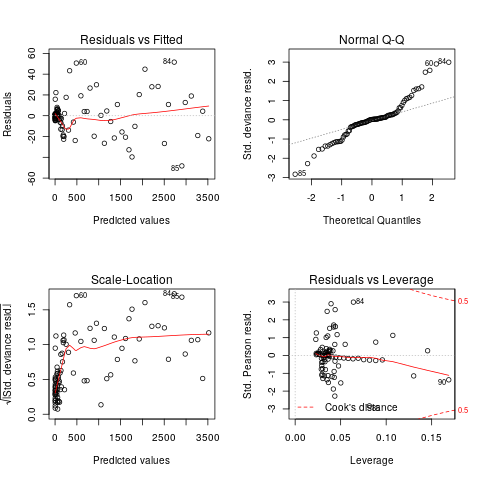 Residuals vs Fitted
Residuals
60
20
-20
-60
60
84
85
0 500 1500 2500 3500
Predicted values
Normal Q-Q
Std. deviance resid.
3
2
1
0
-1
-2
-3
60
84
85
-2 -1 0 1 2
Theoretical Quantiles
Scale-Location
√|Std. deviance resid.|
1.5
1.0
0.5
0.0
60
84
85
0 500 1500 2500 3500
Predicted values
Residuals vs Leverage
Std. Pearson resid.
3
2
1
0
-1
-2
-3
84
90
0.5
0.5
Cook's distance
0.00 0.05 0.10 0.15
Leverage